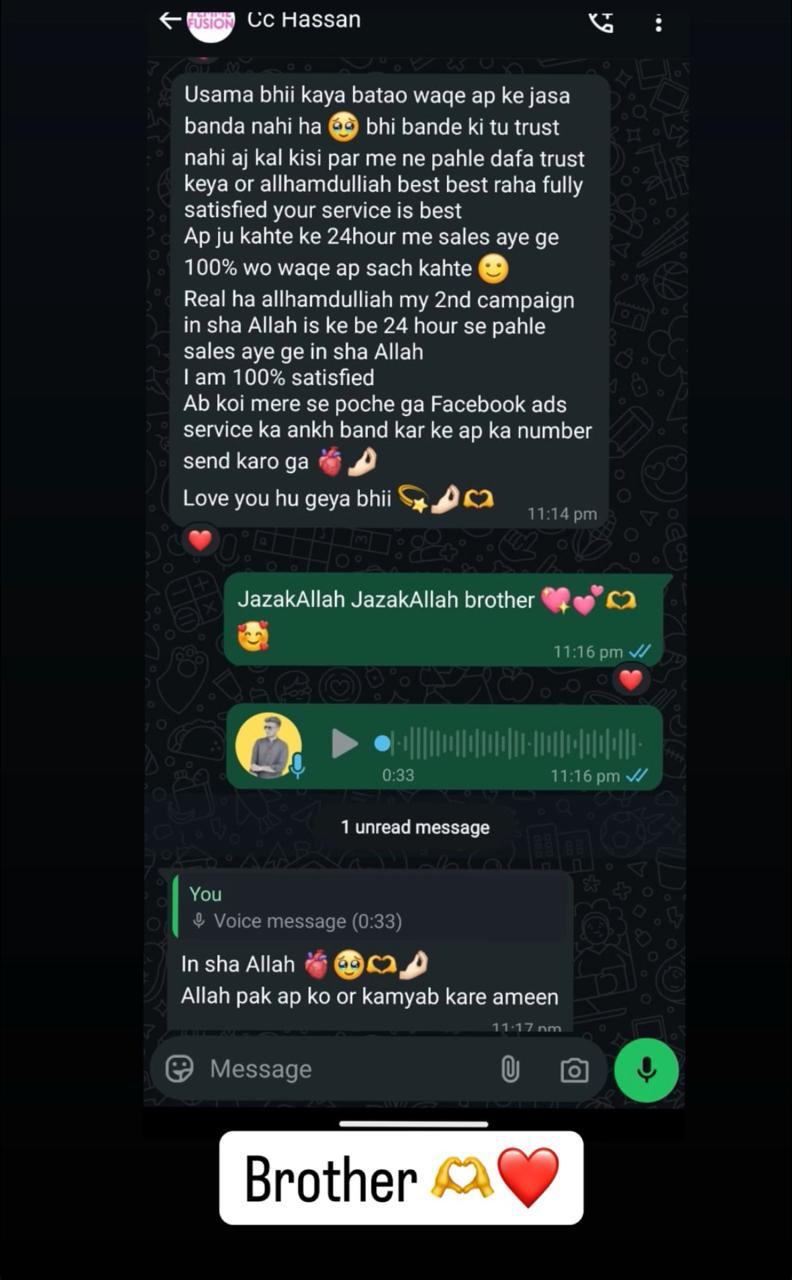 FEMME
FUSION
Cc Hassan
Usama bhii kaya batao waqe ap ke jasa
banda nahi ha 🥹 bhi bande ki tu trust
nahi aj kal kisi par me ne pahle dafa trust
keya or allhamdulliah best best raha fully
satisfied your service is best
Ap ju kahte ke 24hour me sales aye ge
100% wo waqe ap sach kahte 🙂
Real ha allhamdulliah my 2nd campaign
in sha Allah is ke be 24 hour se pahle
sales aye ge in sha Allah
I am 100% satisfied
Ab koi mere se poche ga Facebook ads
service ka ankh band kar ke ap ka number
send karo ga 🫀🤌🏻
Love you hu geya bhii 💫🤌🏻🫶
11:14 pm
❤️
JazakAllah JazakAllah brother 💖💕🫶
🥰
11:16 pm
❤️
0:33
11:16 pm
1 unread message
You
Voice message (0:33)
In sha Allah 🫀🥹🫶🤌🏻
Allah pak ap ko or kamyab kare ameen
11:17 pm
Message
Brother 🫶❤️